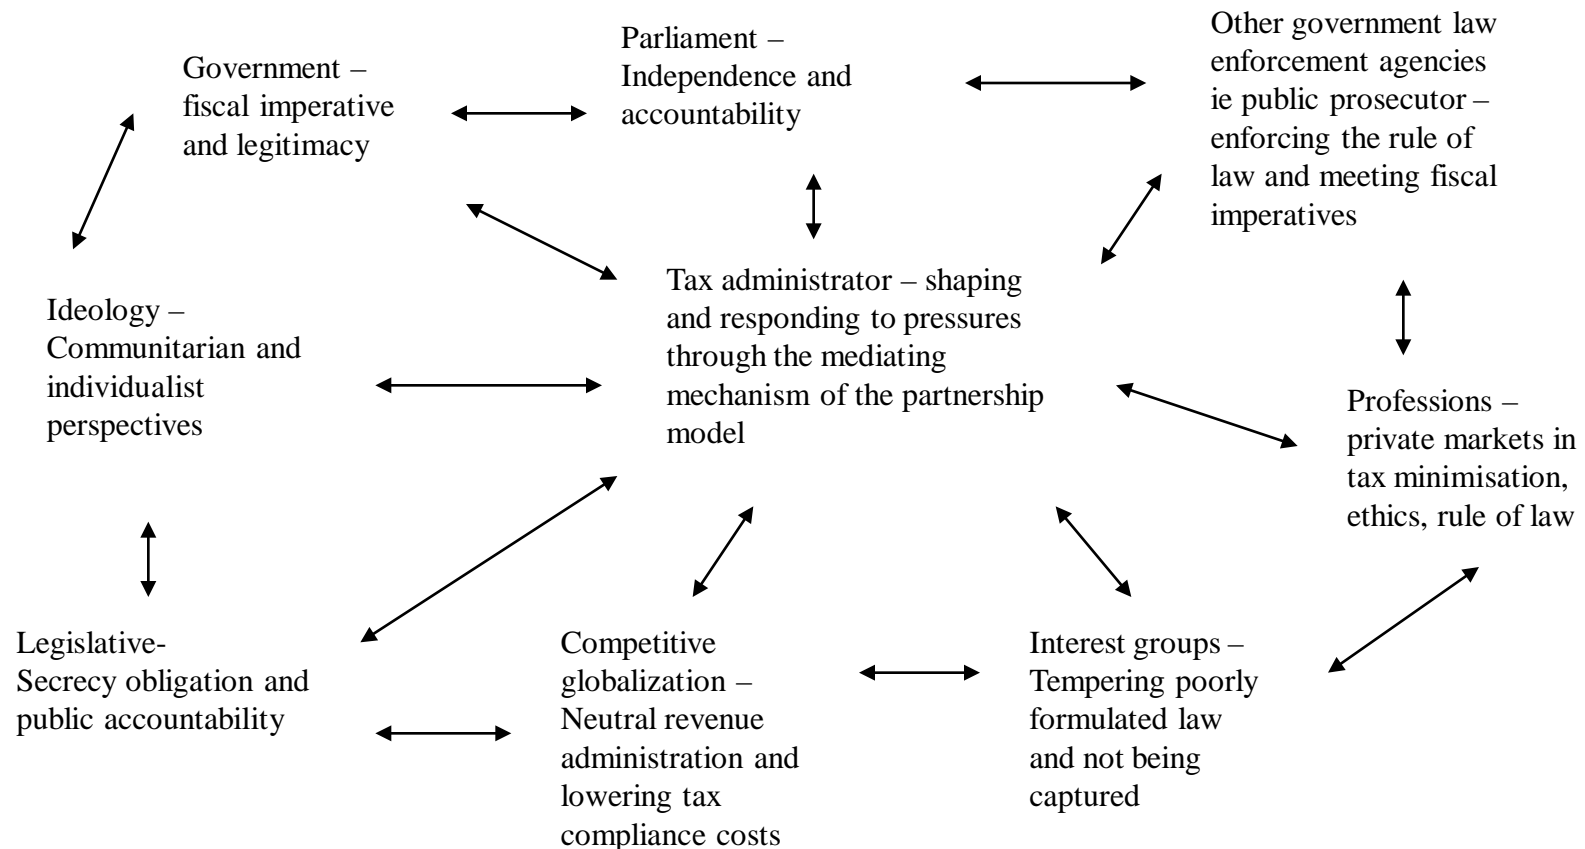 Government –
fiscal imperative
and legitimacy
Parliament –
Independence and
accountability
Other government law
enforcement agencies
ie public prosecutor –
enforcing the rule of
law and meeting fiscal
imperatives
Ideology –
Communitarian and
individualist
perspectives
Tax administrator – shaping
and responding to pressures
through the mediating
mechanism of the partnership
model
Professions –
private markets in
tax minimisation,
ethics, rule of law
Legislative-
Secrecy obligation and
public accountability
Competitive
globalization –
Neutral revenue
administration and
lowering tax
compliance costs
Interest groups –
Tempering poorly
formulated law
and not being
captured